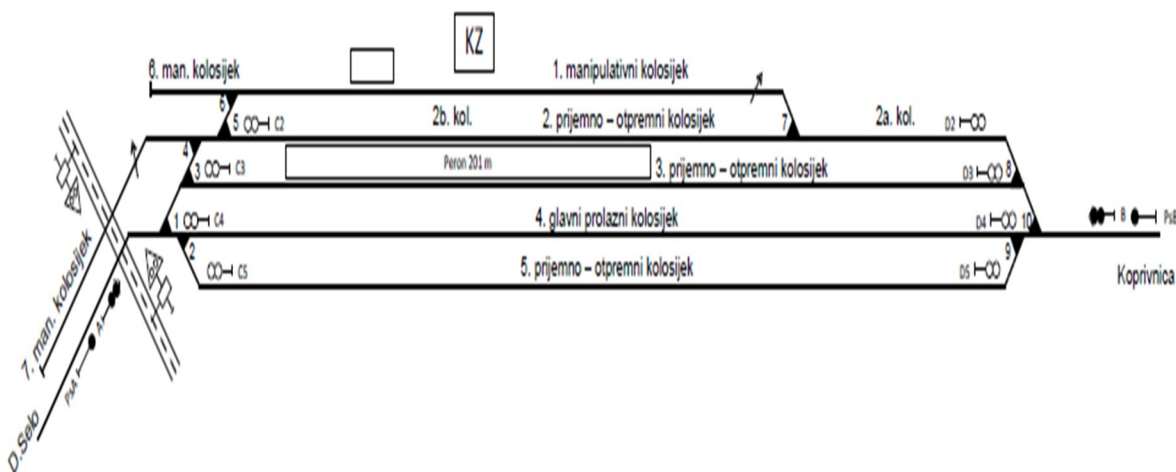 KZ
6. man. kolosijek
1. manipulativni kolosijek
6
5
C2
2b. kol.
2. prijemno – otpremni kolosijek
7
2a. kol.
D2
4
3
C3
Peron 201 m
3. prijemno – otpremni kolosijek
D3
8
1
C4
4. glavni prolazni kolosijek
D4
10
B
PsB
2
C5
5. prijemno – otpremni kolosijek
D5
9
Koprivnica
7. man. kolosijek
A
PsA
D.Selo